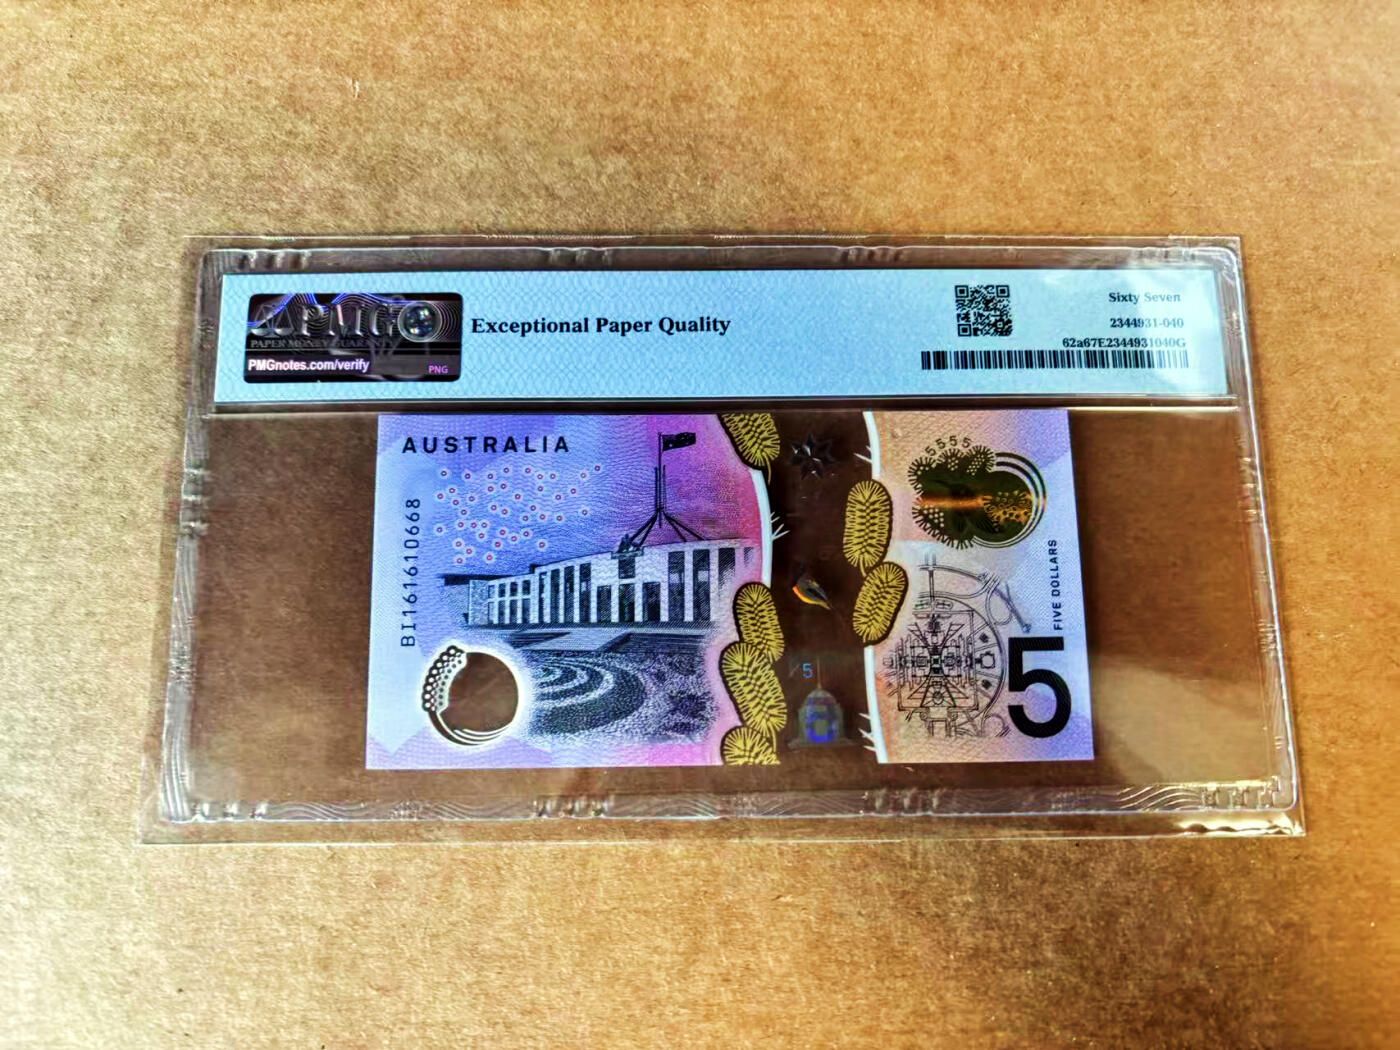 PMG
PAPER MONEY GUARANTY
PMGnotes.com/verify
PNG
Exceptional Paper Quality
Sixty Seven
2344931-040
62a67E2344931040G
AUSTRALIA
BI161610668
5555
5
FIVE DOLLARS
5